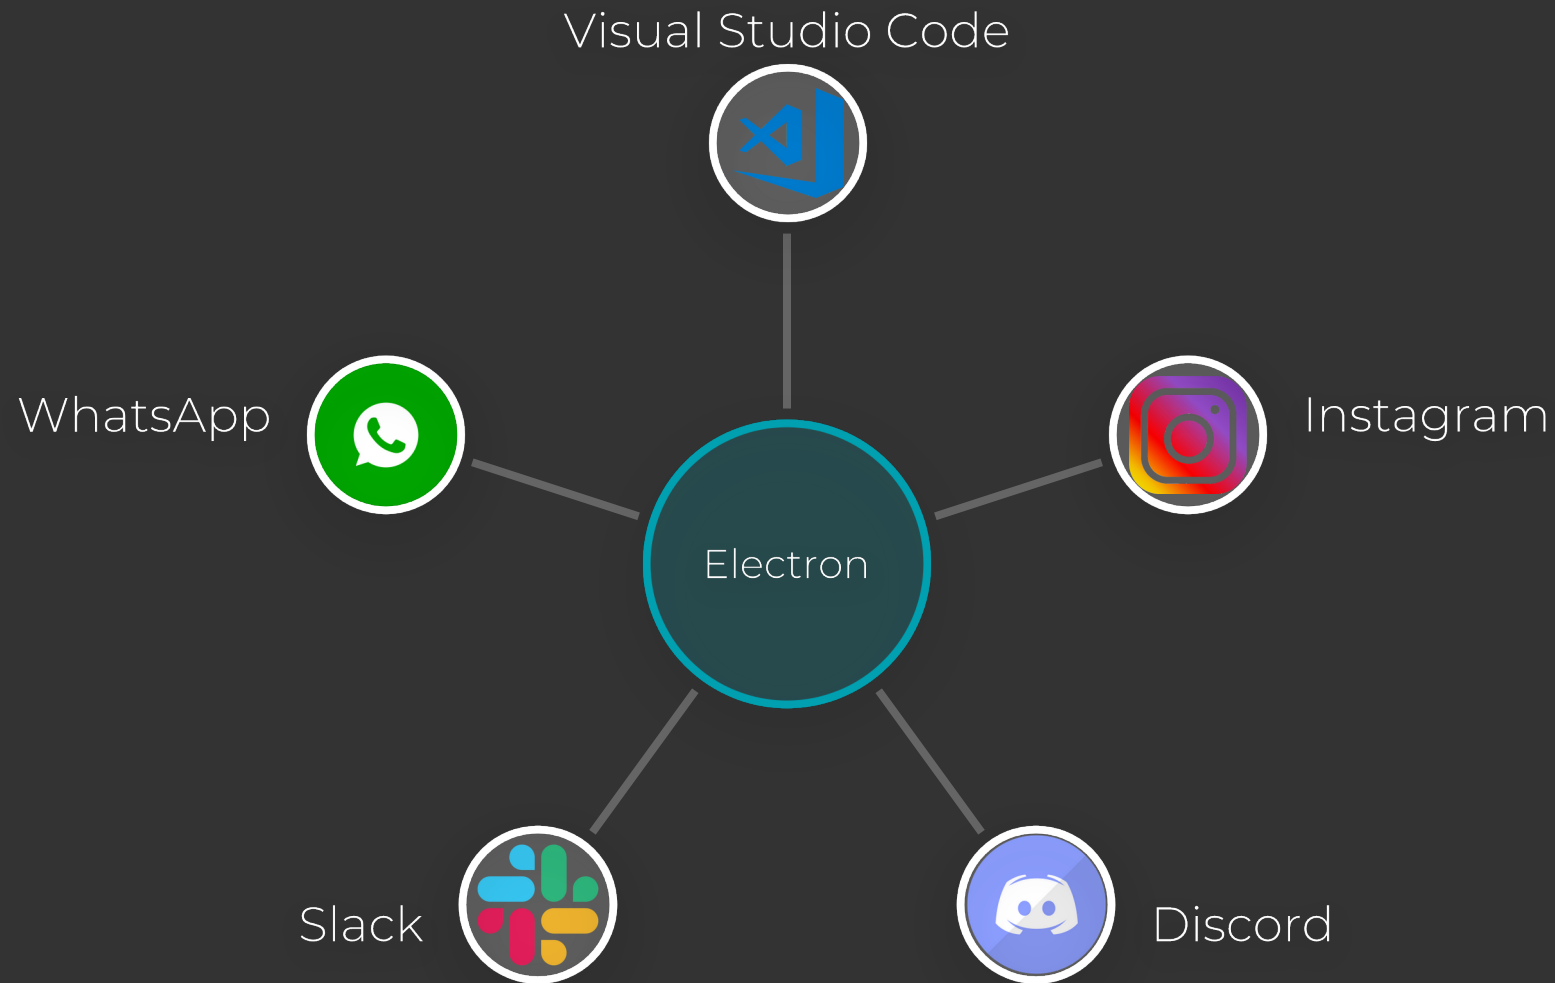 Visual Studio Code
WhatsApp
Instagram
Electron
Slack
Discord